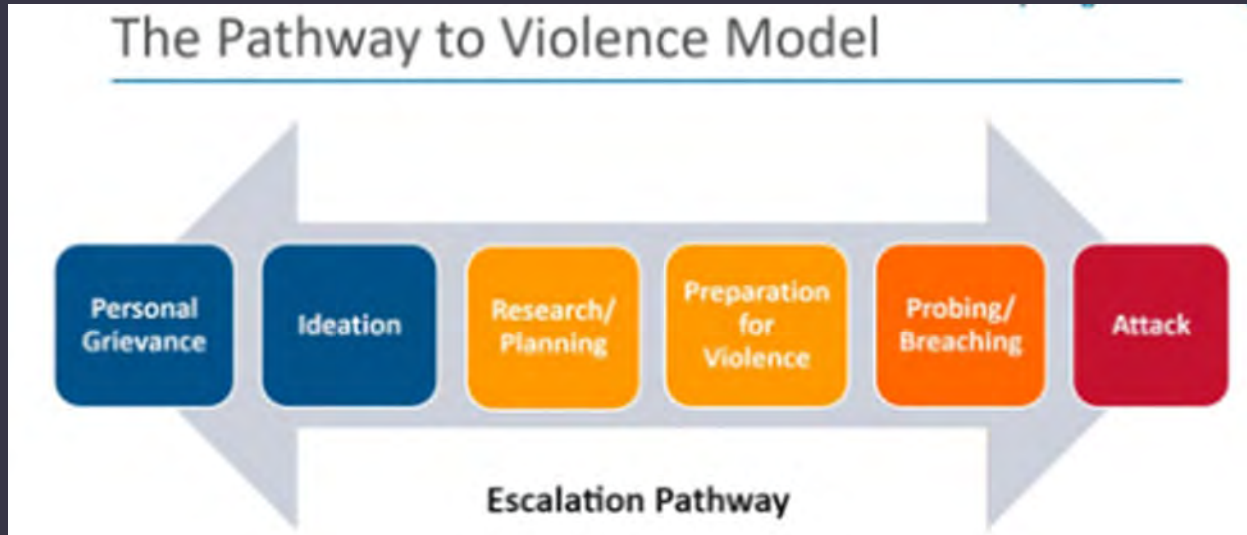 The Pathway to Violence Model
Personal
Grievance
Ideation
Research/
Planning
Preparation
for
Violence
Probing/
Breaching
Attack
Escalation Pathway